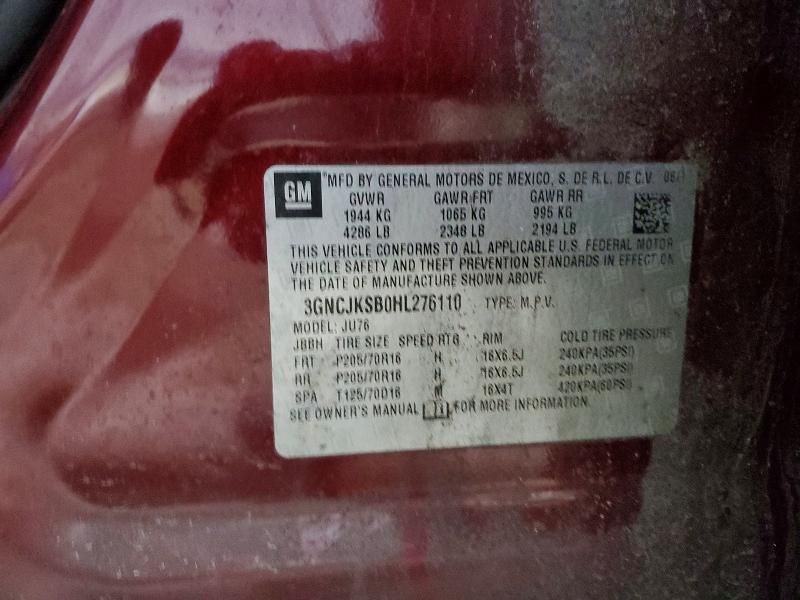 GM MFD BY GENERAL MOTORS DE MEXICO, S. DE R.L. DE C.V.
GVWR GAWR FRT GAWR RR
1944 KG 1065 KG 995 KG
4286 LB 2348 LB 2194 LB
THIS VEHICLE CONFORMS TO ALL APPLICABLE U.S. FEDERAL MOTOR
VEHICLE SAFETY AND THEFT PREVENTION STANDARDS IN EFFECT ON
THE DATE OF MANUFACTURE SHOWN ABOVE.
3GNCJKSB0HL276110 TYPE: M.P.V.
MODEL: JU76
JBBH TIRE SIZE SPEED RTG RIM COLD TIRE PRESSURE
FRT P205/70R16 H 16X6.5J 240KPA(35PSI)
RR P205/70R16 H 16X6.5J 240KPA(35PSI)
SPA T125/70D16 M 16X4T 420KPA(60PSI)
SEE OWNER'S MANUAL FOR MORE INFORMATION